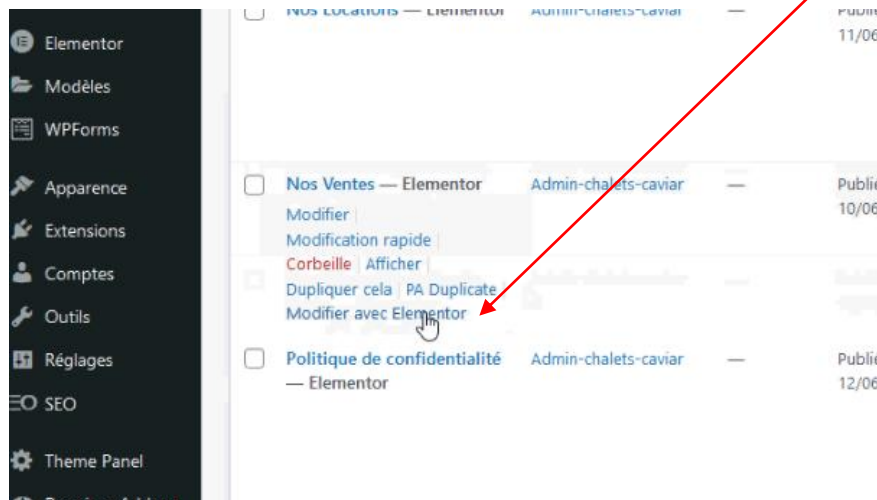 Nos Locations — Elementor Admin-chalets-caviar — Publié
11/06
Elementor
Modèles
WPForms
Apparence
Extensions
Comptes
Outils
Réglages
SEO
Theme Panel
Nos Ventes — Elementor Admin-chalets-caviar — Publié
10/06
Modifier |
Modification rapide |
Corbeille | Afficher |
Dupliquer cela | PA Duplicate
Modifier avec Elementor
Politique de confidentialité Admin-chalets-caviar — Publié
— Elementor 12/06